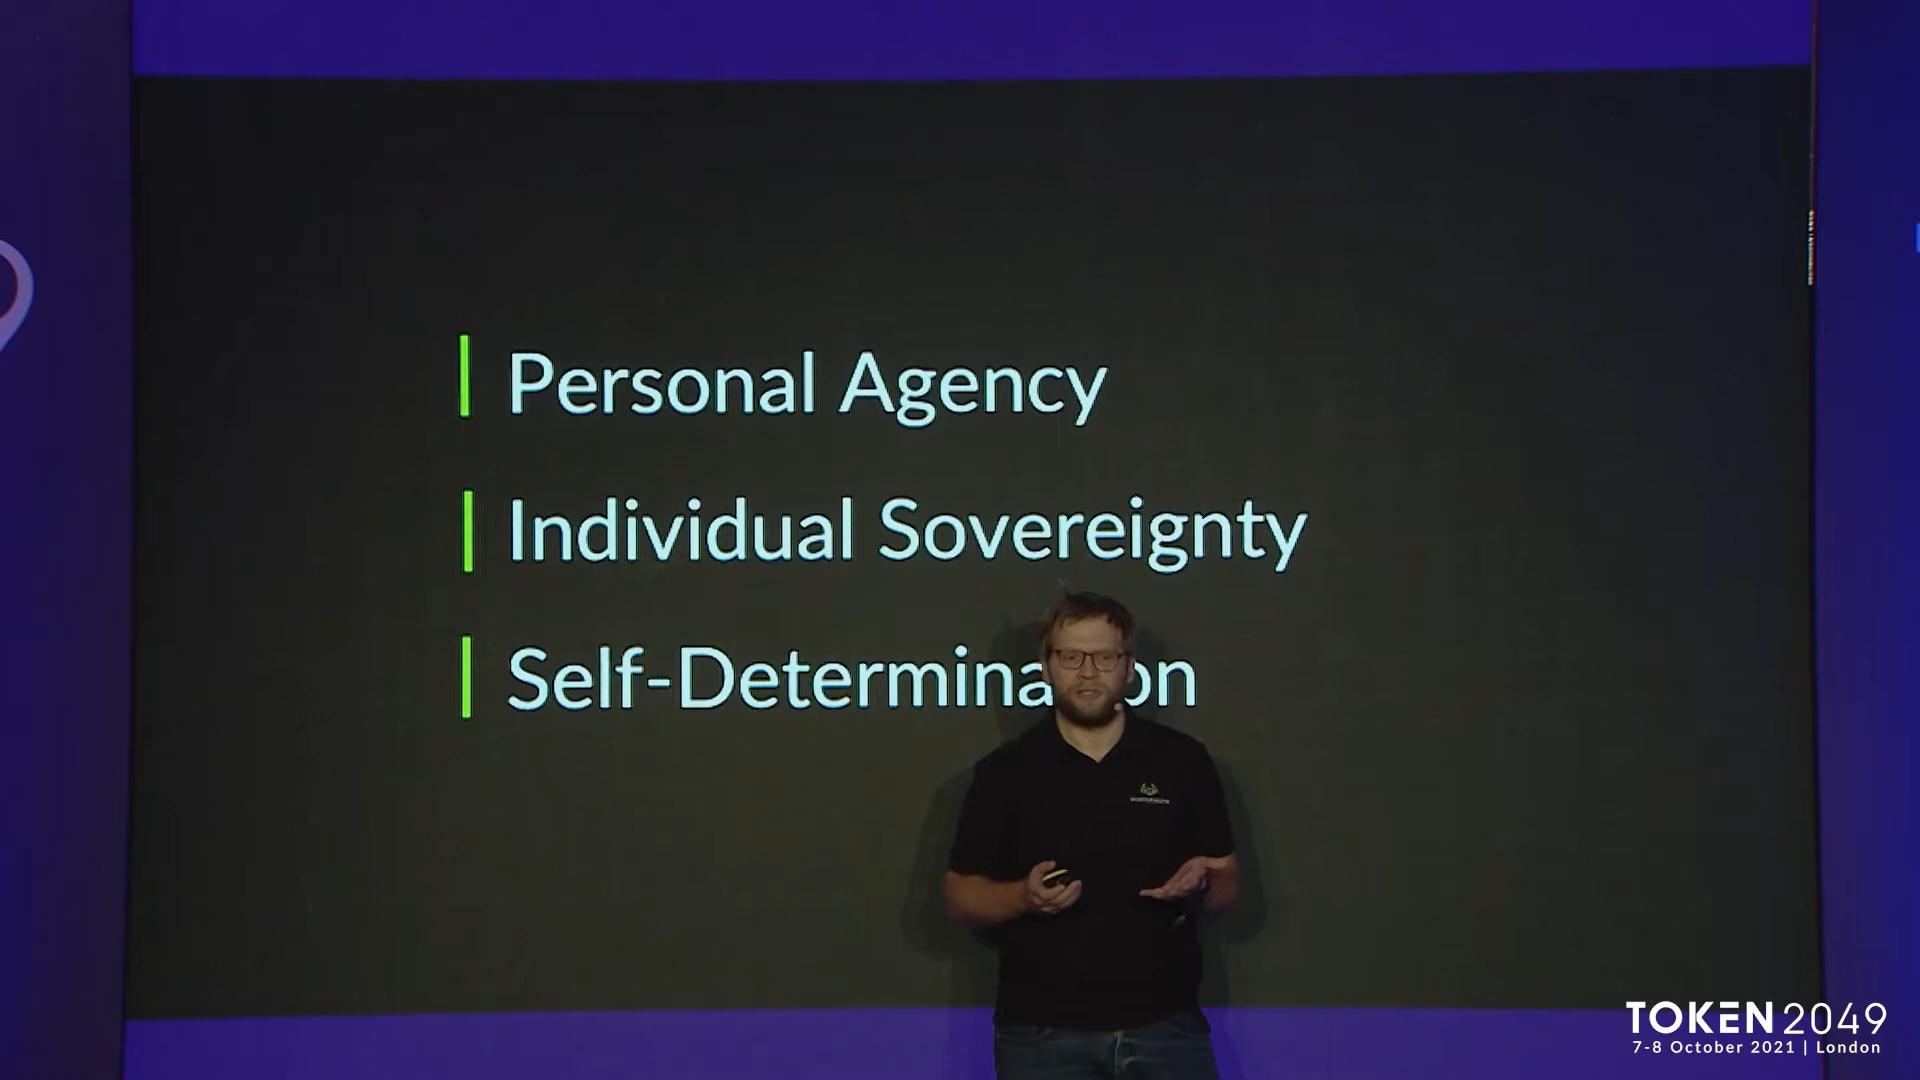 Personal Agency
Individual Sovereignty
Self-Determina on
TOKEN2049
7-8 October 2021 | London